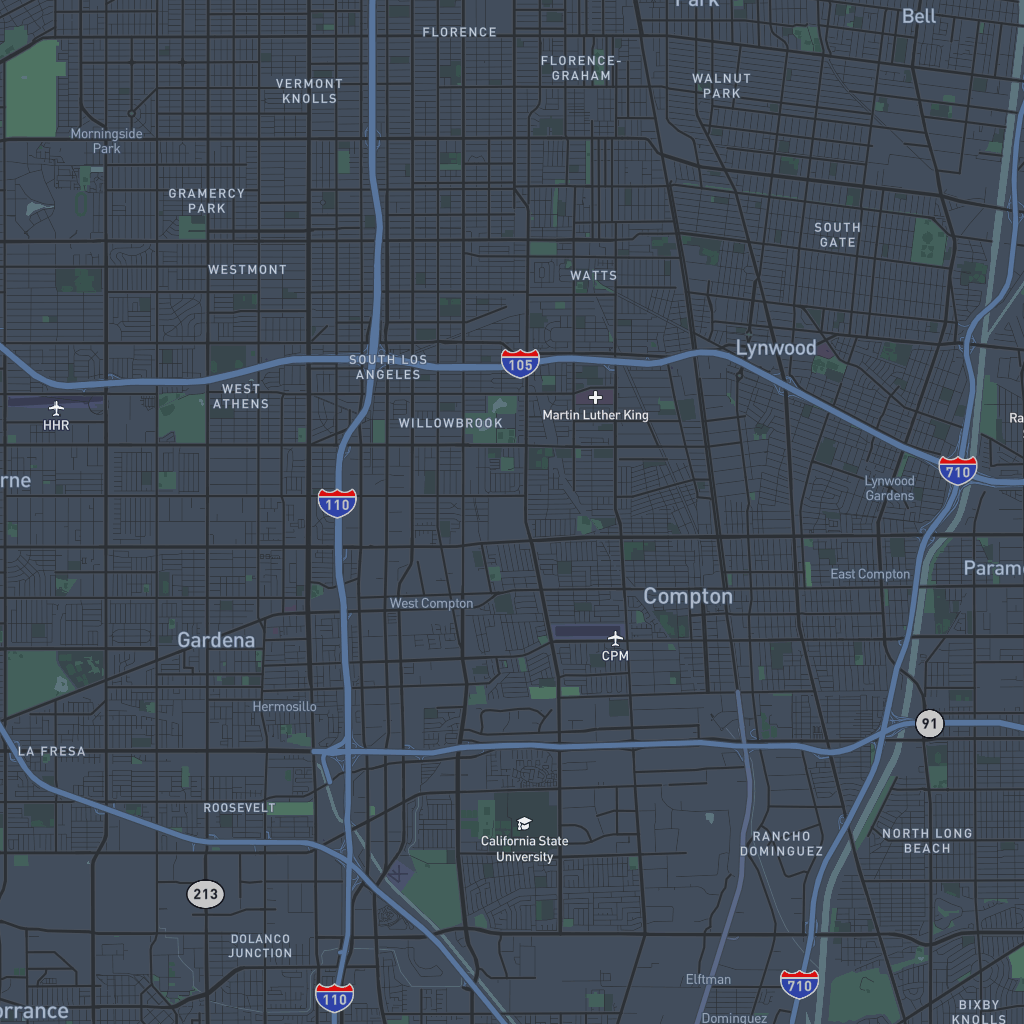 Park
Bell
FLORENCE
FLORENCE-
GRAHAM
WALNUT
PARK
VERMONT
KNOLLS
Morningside
Park
GRAMERCY
PARK
SOUTH
GATE
WESTMONT
WATTS
Lynwood
SOUTH LOS
ANGELES
105
WEST
ATHENS
HHR
WILLOWBROOK
Martin Luther King
Ra
710
rne
Lynwood
Gardens
110
Param
East Compton
Compton
West Compton
Gardena
CPM
Hermosillo
91
LA FRESA
ROOSEVELT
California State
University
RANCHO
DOMINGUEZ
NORTH LONG
BEACH
213
DOLANCO
JUNCTION
Elftman
710
110
orrance
Dominguez
BIXBY
KNOLLS